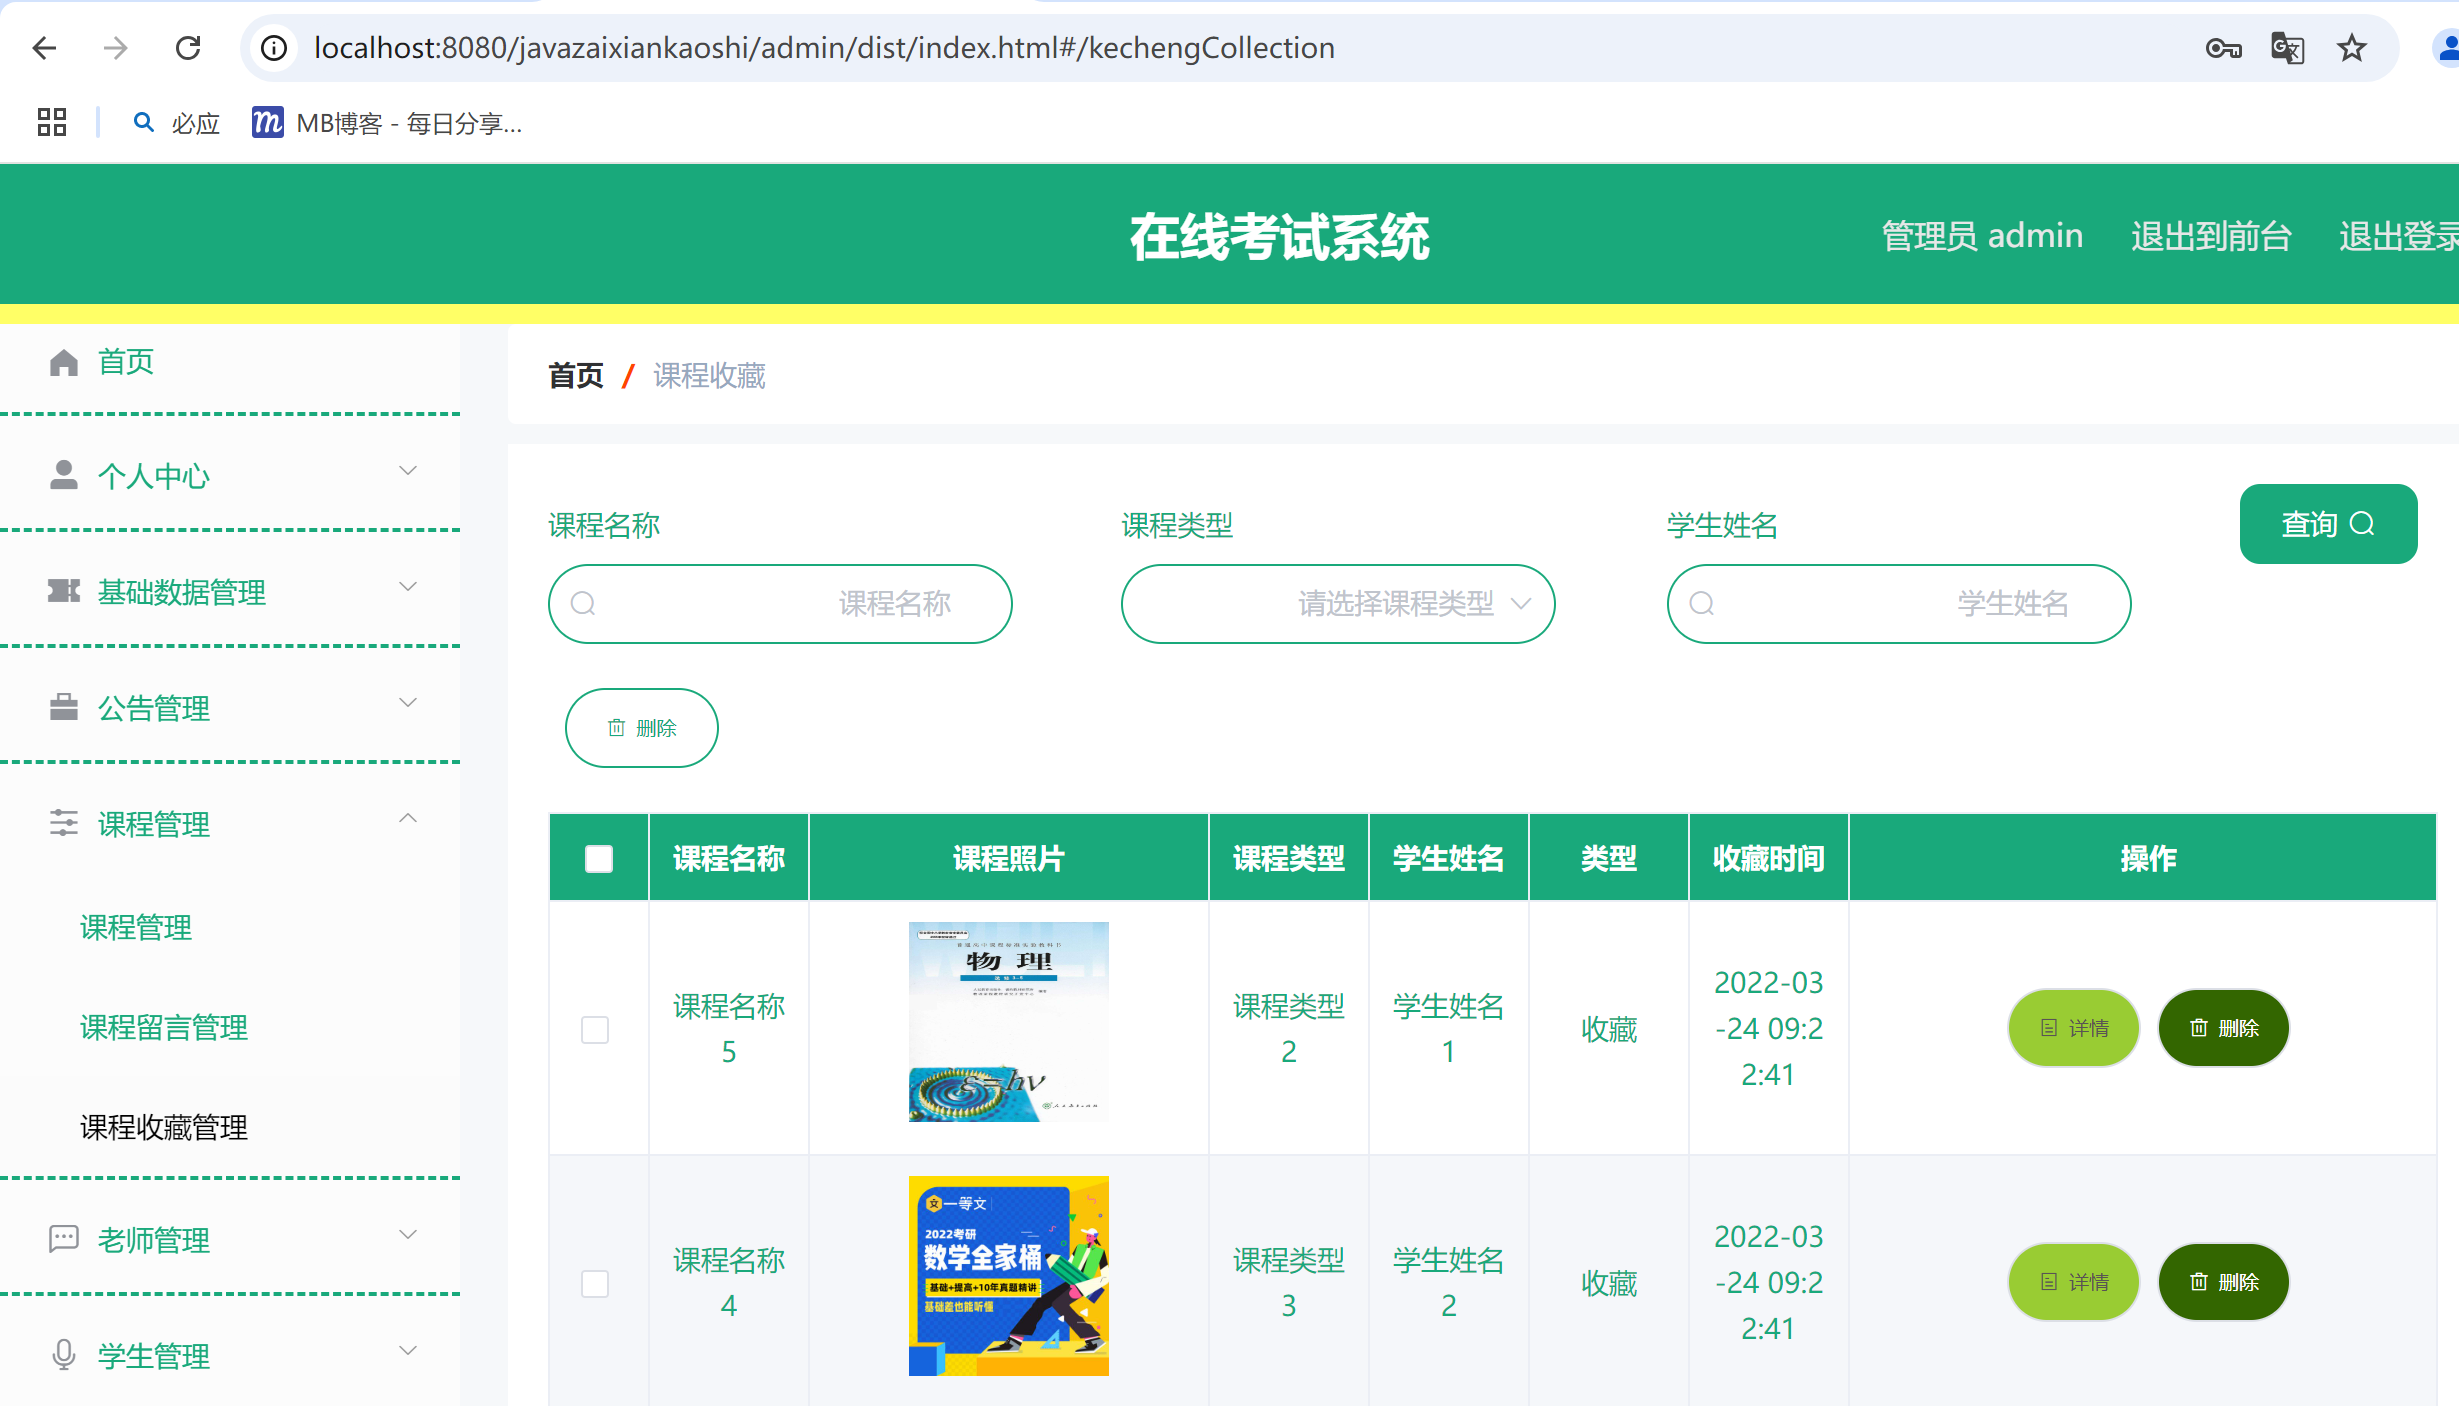 localhost:8080/javazaixiankaoshi/admin/dist/index.html#/kechengCollection
必应
MB博客 - 每日分享...
在线考试系统
管理员 admin
退出到前台
退出登录
首页
个人中心
基础数据管理
公告管理
课程管理
课程管理
课程留言管理
课程收藏管理
老师管理
学生管理
首页 / 课程收藏
课程名称
课程类型
学生姓名
查询
课程名称
请选择课程类型
学生姓名
删除
课程名称
课程照片
课程类型
学生姓名
类型
收藏时间
操作
课程名称
5
物 理
ε=hν
课程类型
2
学生姓名
1
收藏
2022-03
-24 09:2
2:41
详情
删除
课程名称
4
文 一等文
2022考研
数学全家桶
基础+提高+10年真题精讲
基础差也能听懂
课程类型
3
学生姓名
2
收藏
2022-03
-24 09:2
2:41
详情
删除